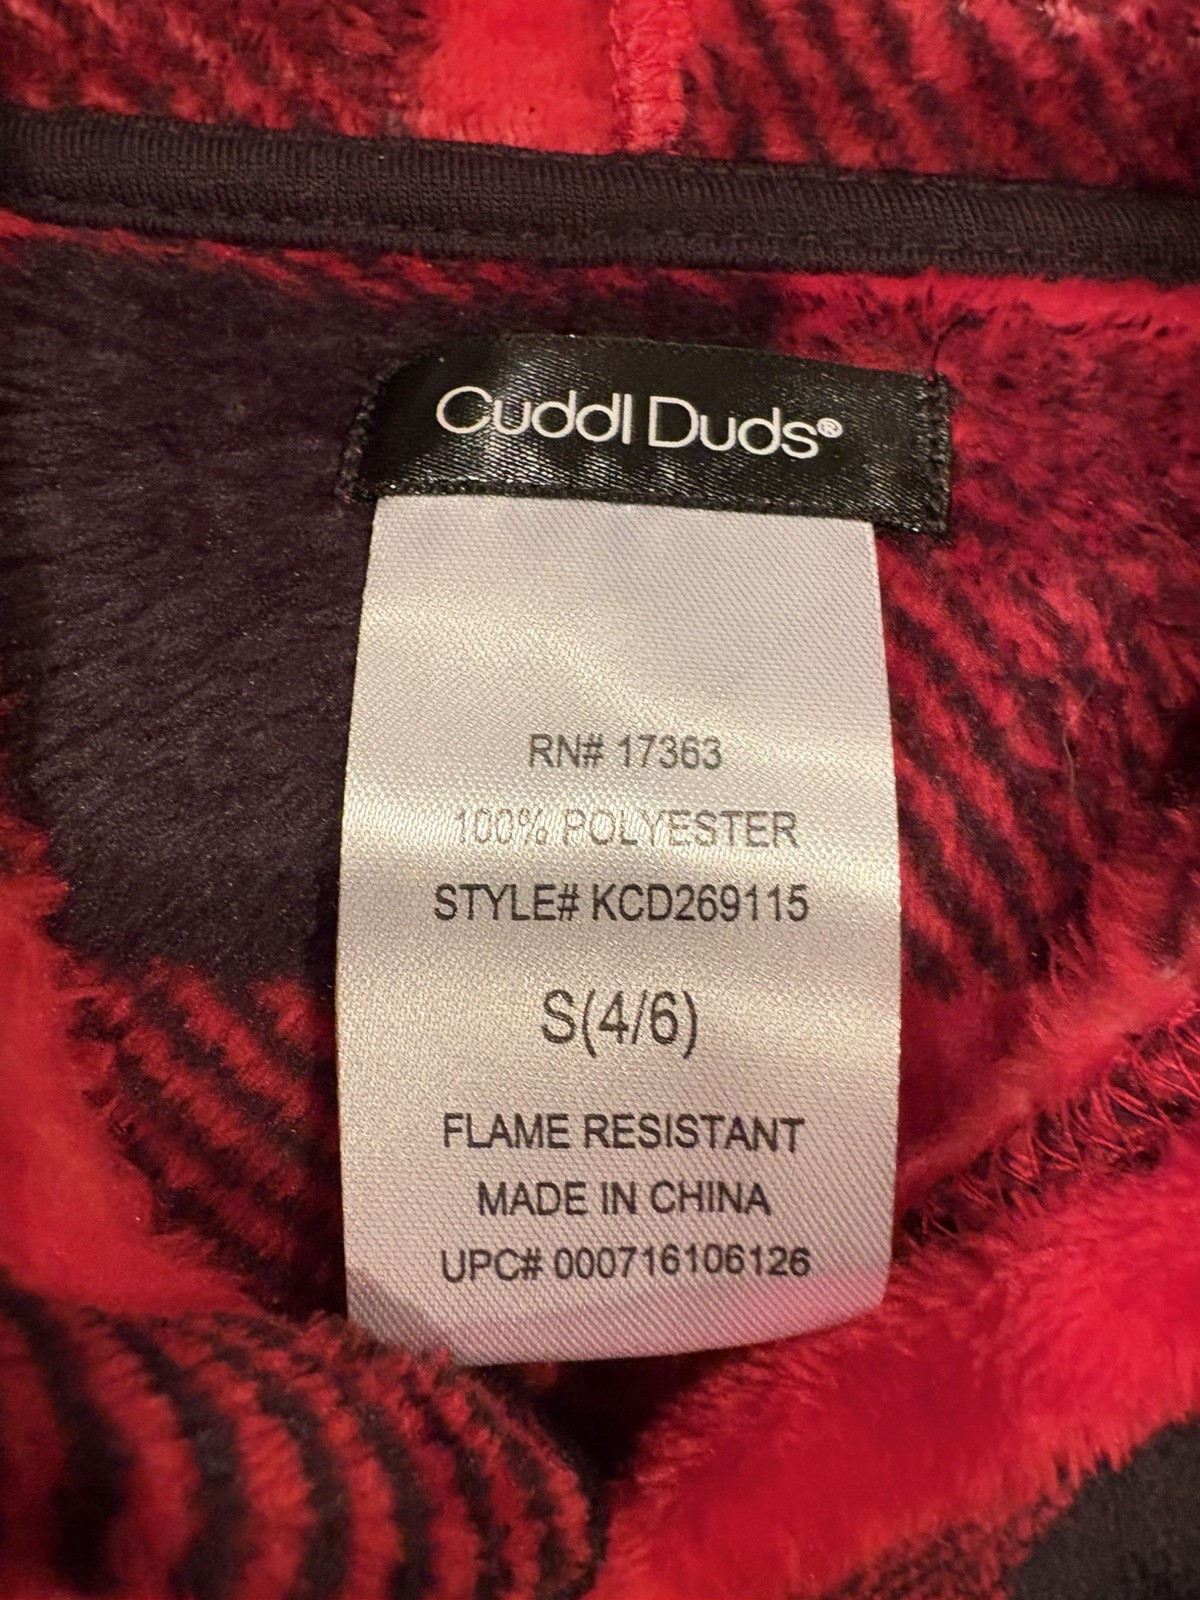 Cuddl Duds®
RN# 17363
100% POLYESTER
STYLE# KCD269115
S(4/6)
FLAME RESISTANT
MADE IN CHINA
UPC# 000716106126